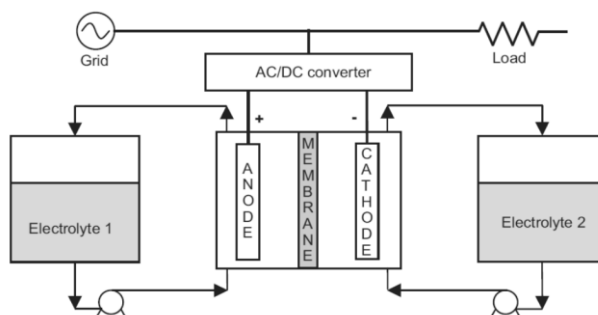 Grid
Load
AC/DC converter
+
-
ANODE
MEMBRANE
CATHODE
Electrolyte 1
Electrolyte 2